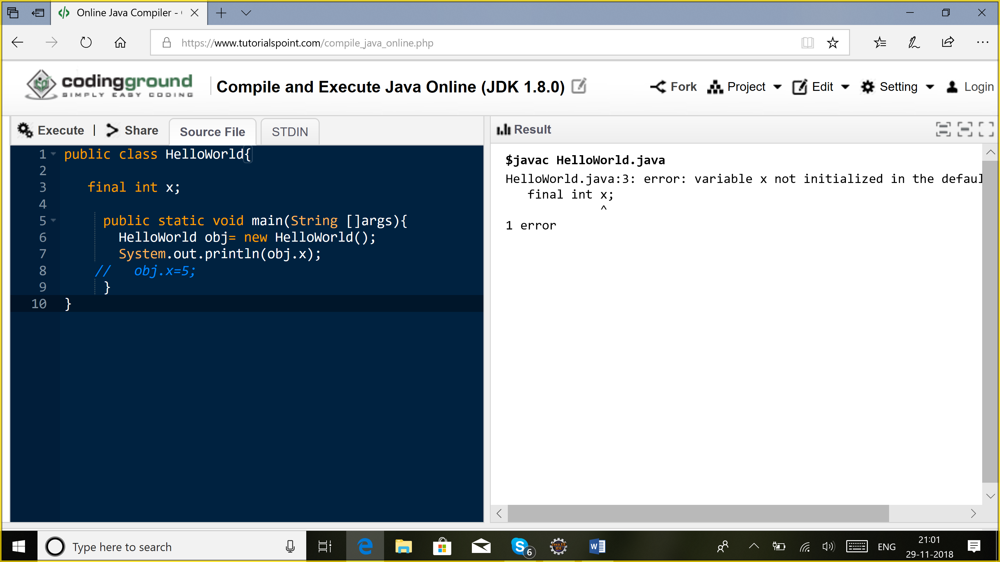 Online Java Compiler -
https://www.tutorialspoint.com/compile_java_online.php
codingground
SIMPLY EASY CODING
Compile and Execute Java Online (JDK 1.8.0)
Fork Project Edit Setting Login
Execute | Share Source File STDIN
1 public class HelloWorld{
2
3 final int x;
4
5 public static void main(String []args){
6 HelloWorld obj= new HelloWorld();
7 System.out.println(obj.x);
8 // obj.x=5;
9 }
10 }
Result
$javac HelloWorld.java
HelloWorld.java:3: error: variable x not initialized in the defaul
final int x;
^
1 error
Type here to search
6
Java EE
IDE
ENG
21:01
29-11-2018